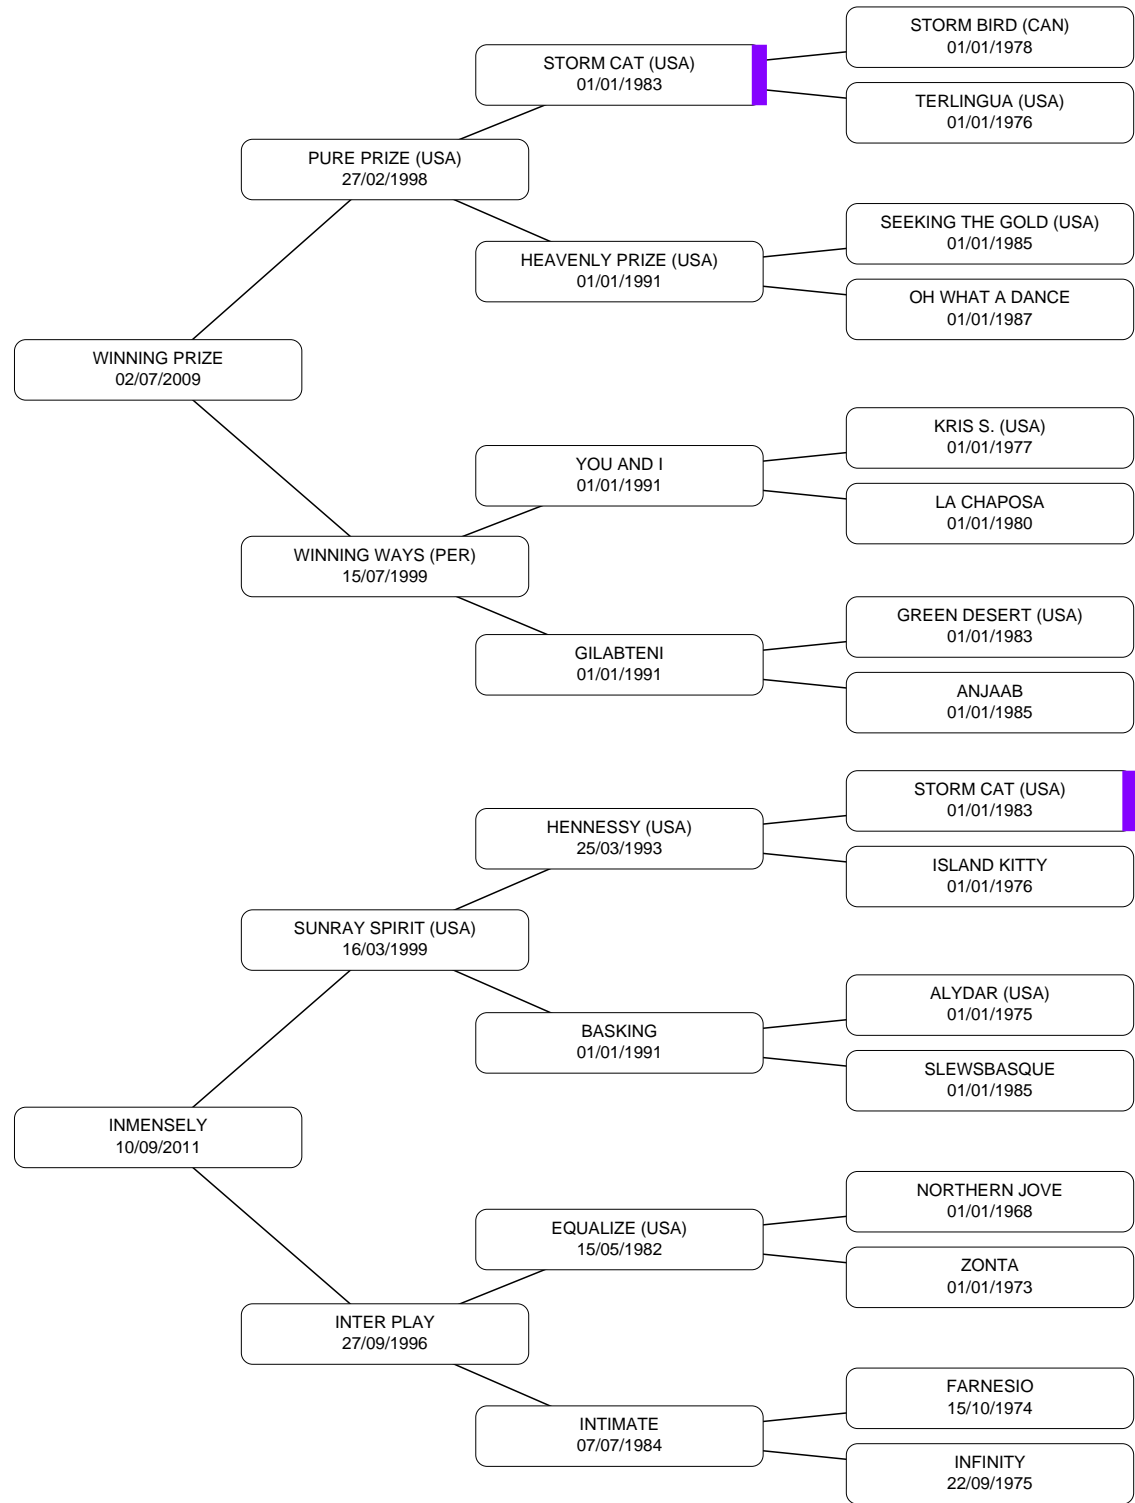 STORM BIRD (CAN)
01/01/1978
STORM CAT (USA)
01/01/1983
TERLINGUA (USA)
01/01/1976
PURE PRIZE (USA)
27/02/1998
SEEKING THE GOLD (USA)
01/01/1985
HEAVENLY PRIZE (USA)
01/01/1991
OH WHAT A DANCE
01/01/1987
WINNING PRIZE
02/07/2009
KRIS S. (USA)
01/01/1977
YOU AND I
01/01/1991
LA CHAPOSA
01/01/1980
WINNING WAYS (PER)
15/07/1999
GREEN DESERT (USA)
01/01/1983
GILABTENI
01/01/1991
ANJAAB
01/01/1985
STORM CAT (USA)
01/01/1983
HENNESSY (USA)
25/03/1993
ISLAND KITTY
01/01/1976
SUNRAY SPIRIT (USA)
16/03/1999
ALYDAR (USA)
01/01/1975
BASKING
01/01/1991
SLEWSBASQUE
01/01/1985
INMENSELY
10/09/2011
NORTHERN JOVE
01/01/1968
EQUALIZE (USA)
15/05/1982
ZONTA
01/01/1973
INTER PLAY
27/09/1996
FARNESIO
15/10/1974
INTIMATE
07/07/1984
INFINITY
22/09/1975